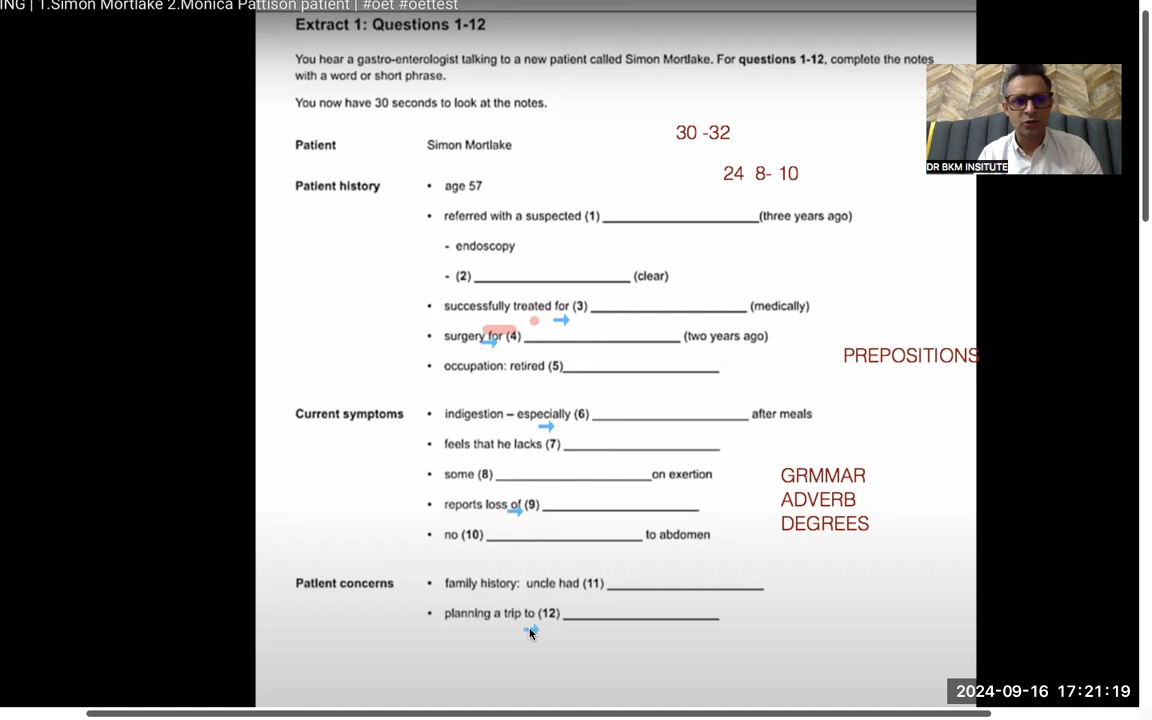 ING | 1.Simon Mortlake 2.Monica Pattison patient | #oet #oettest
Extract 1: Questions 1-12
You hear a gastro-enterologist talking to a new patient called Simon Mortlake. For questions 1-12, complete the notes
with a word or short phrase.
You now have 30 seconds to look at the notes.
30 -32
Patient Simon Mortlake
24 8- 10
DR BKM INSITUTE
Patient history • age 57
• referred with a suspected (1) ____________________(three years ago)
- endoscopy
- (2) ____________________ (clear)
• successfully treated for (3) ____________________ (medically)
• surgery for (4) ____________________ (two years ago)
PREPOSITIONS
• occupation: retired (5)____________________
Current symptoms • indigestion – especially (6) ____________________ after meals
• feels that he lacks (7) ____________________
• some (8) ____________________on exertion
GRMMAR
ADVERB
DEGREES
• reports loss of (9) ____________________
• no (10) ____________________ to abdomen
Patient concerns • family history: uncle had (11) ____________________
• planning a trip to (12) ____________________
2024-09-16 17:21:19